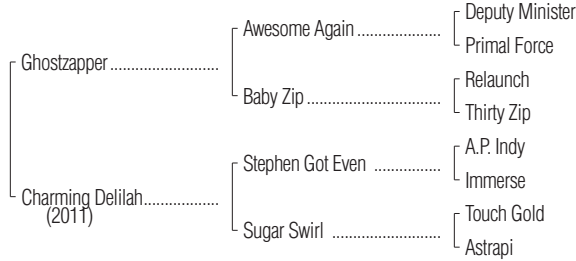 Deputy Minister
Awesome Again ....................
Primal Force
Ghostzapper ..........................
Relaunch
Baby Zip ................................
Thirty Zip
A.P. Indy
Stephen Got Even ................
Immerse
Charming Delilah..................
(2011)
Touch Gold
Sugar Swirl ..........................
Astrapi